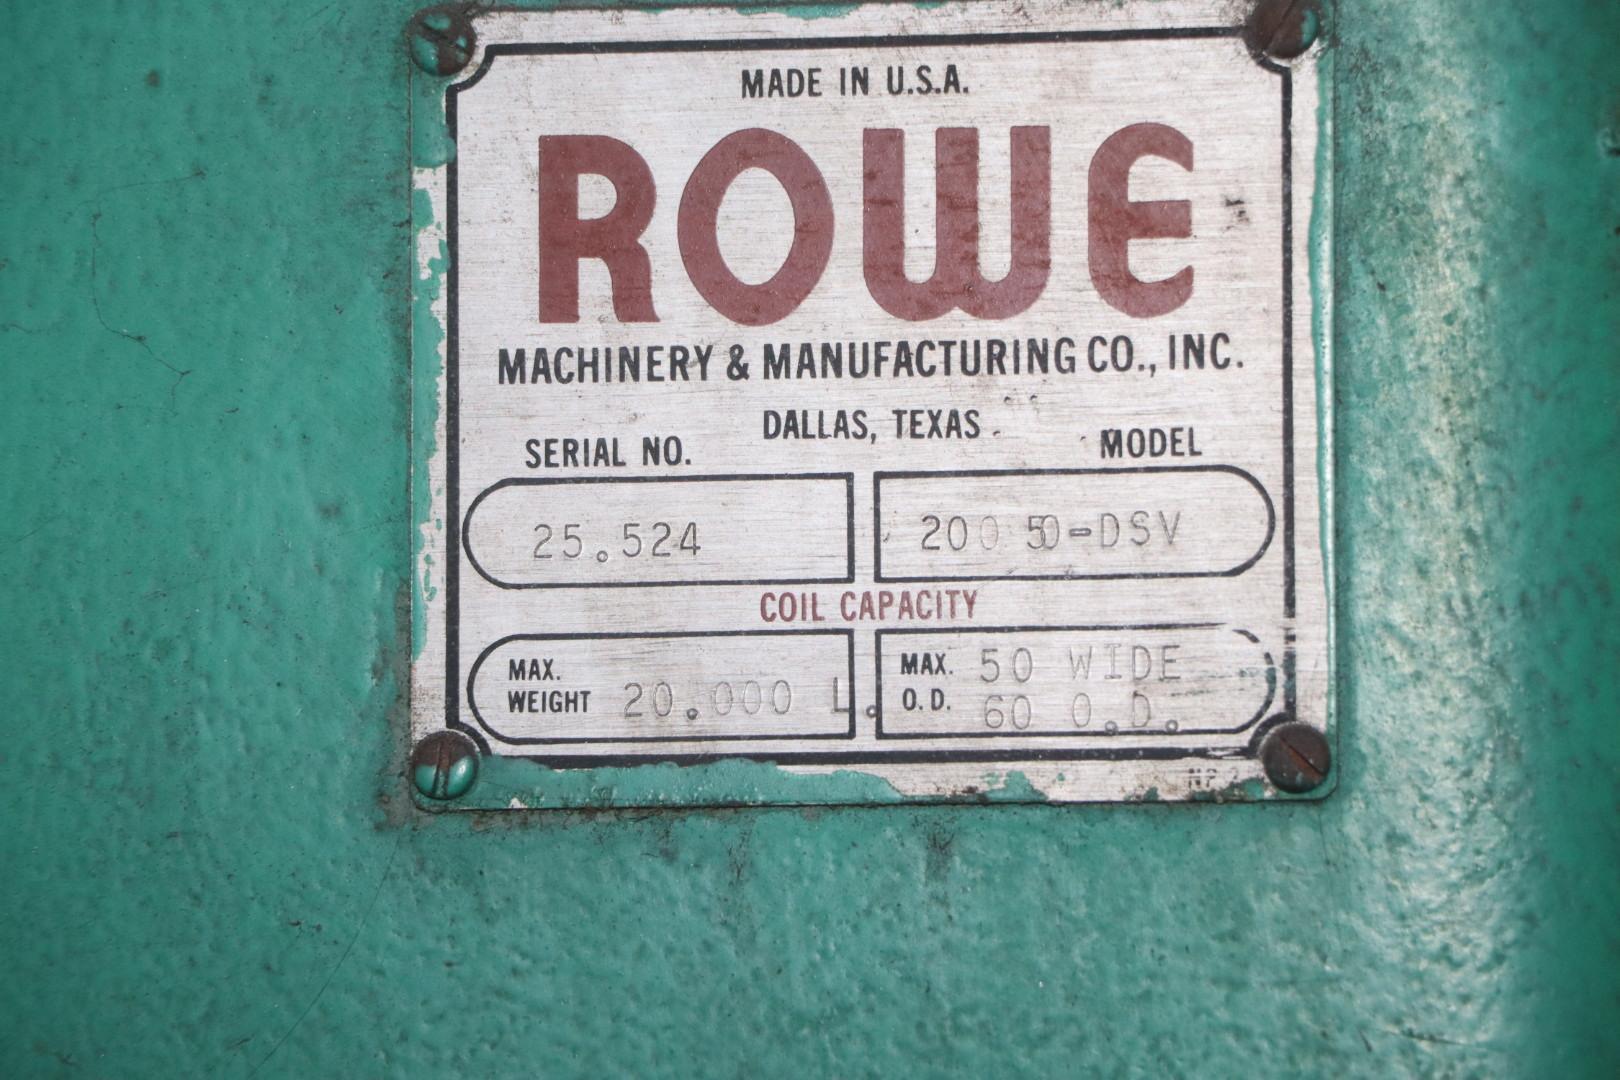 MADE IN U.S.A.
ROWE
MACHINERY & MANUFACTURING CO., INC.
DALLAS, TEXAS
SERIAL NO. MODEL
25.524 200 50-DSV
COIL CAPACITY
MAX. WEIGHT 20.000 L.
MAX. O.D. 50 WIDE
60 O.D.
NP